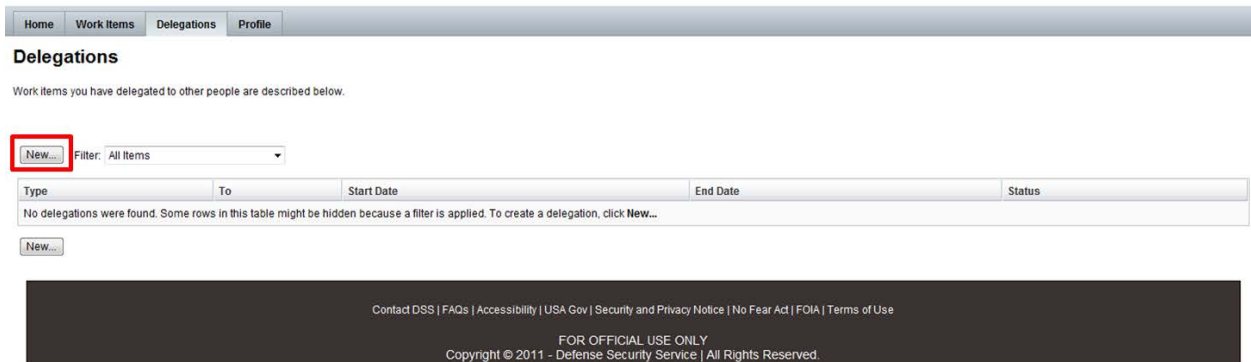 Home Work Items Delegations Profile
Delegations
Work items you have delegated to other people are described below.
New... Filter: All Items
Type To Start Date End Date Status
No delegations were found. Some rows in this table might be hidden because a filter is applied. To create a delegation, click New...
New...
Contact DSS | FAQs | Accessibility | USA Gov | Security and Privacy Notice | No Fear Act | FOIA | Terms of Use
FOR OFFICIAL USE ONLY
Copyright © 2011 - Defense Security Service | All Rights Reserved.